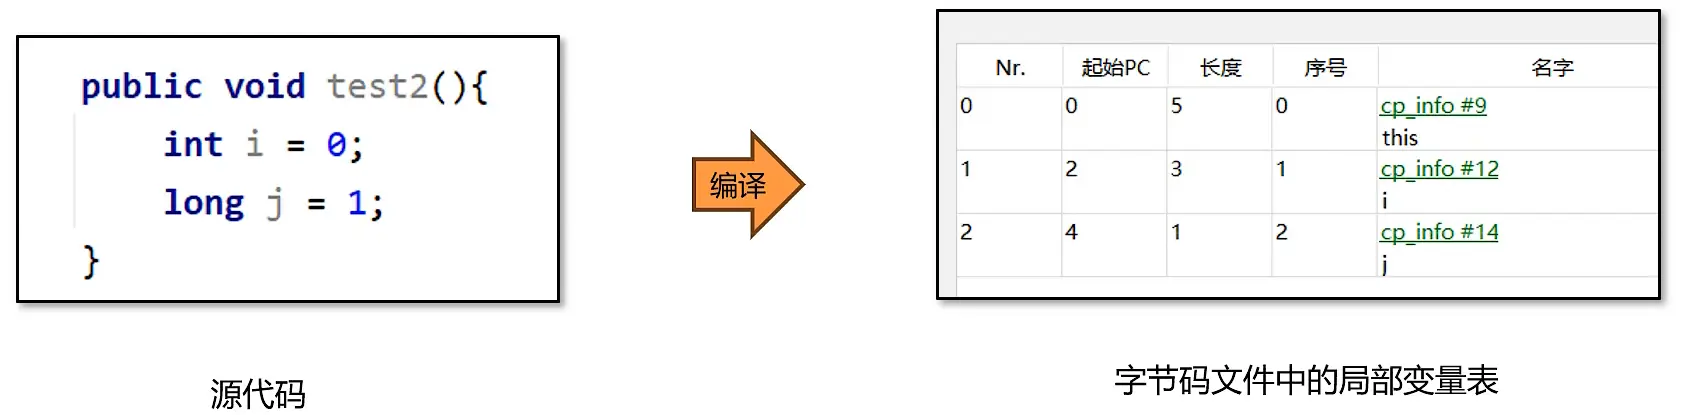 public void test2(){
int i = 0;
long j = 1;
}
源代码
编译
Nr. 起始PC 长度 序号 名字
0 0 5 0 cp_info #9
this
1 2 3 1 cp_info #12
i
2 4 1 2 cp_info #14
j
字节码文件中的局部变量表